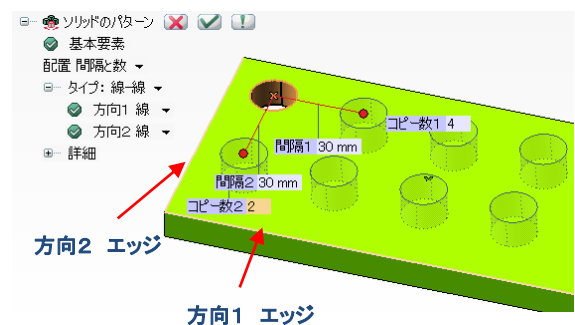 ソリッドのパターン
基本要素
配置 間隔と数
タイプ: 線-線
方向1 線
方向2 線
詳細
コピー数1 4
間隔1 30 mm
間隔2 30 mm
コピー数2 2
方向2 エッジ
方向1 エッジ